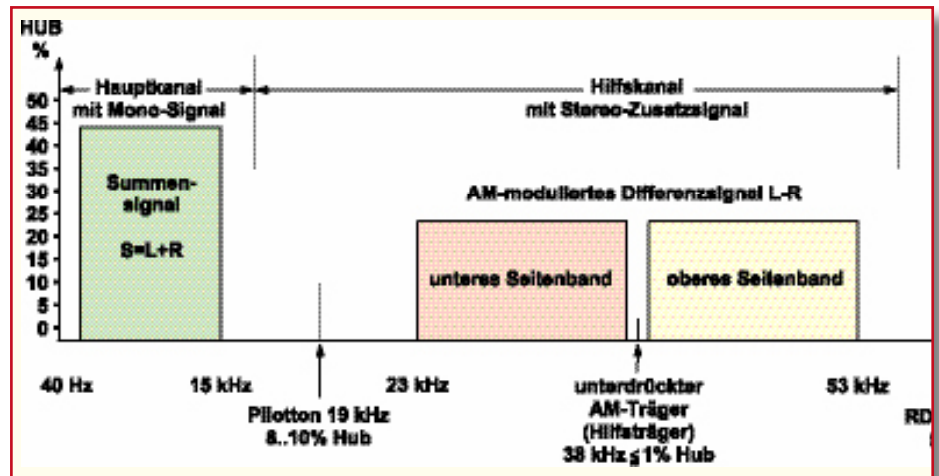 HUB
%
Hauptkanal
mit Mono-Signal
Hilfskanal
mit Stereo-Zusatzsignal
50
45
40
35
30
25
20
15
10
5
0
Summen-
signal
S=L+R
AM-moduliertes Differenzsignal L-R
unteres Seitenband
oberes Seitenband
40 Hz
15 kHz
23 kHz
53 kHz
Pilotton 19 kHz
8..10% Hub
unterdrückter
AM-Träger
(Hilfsträger)
38 kHz ≦ 1% Hub
RD